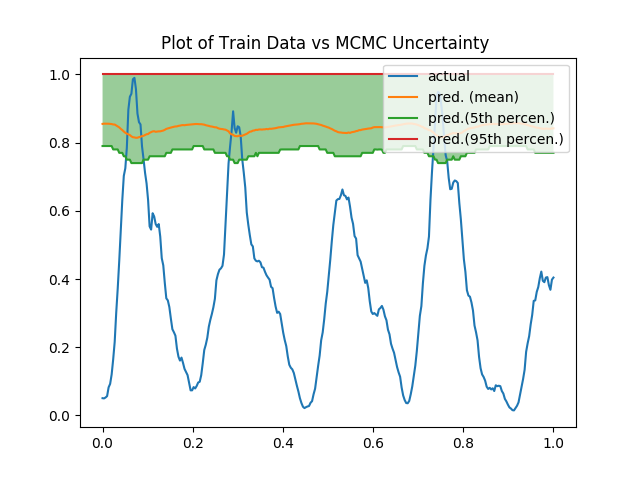 Plot of Train Data vs MCMC Uncertainty
actual
pred. (mean)
pred.(5th percen.)
pred.(95th percen.)
1.0
0.8
0.6
0.4
0.2
0.0
0.0 0.2 0.4 0.6 0.8 1.0